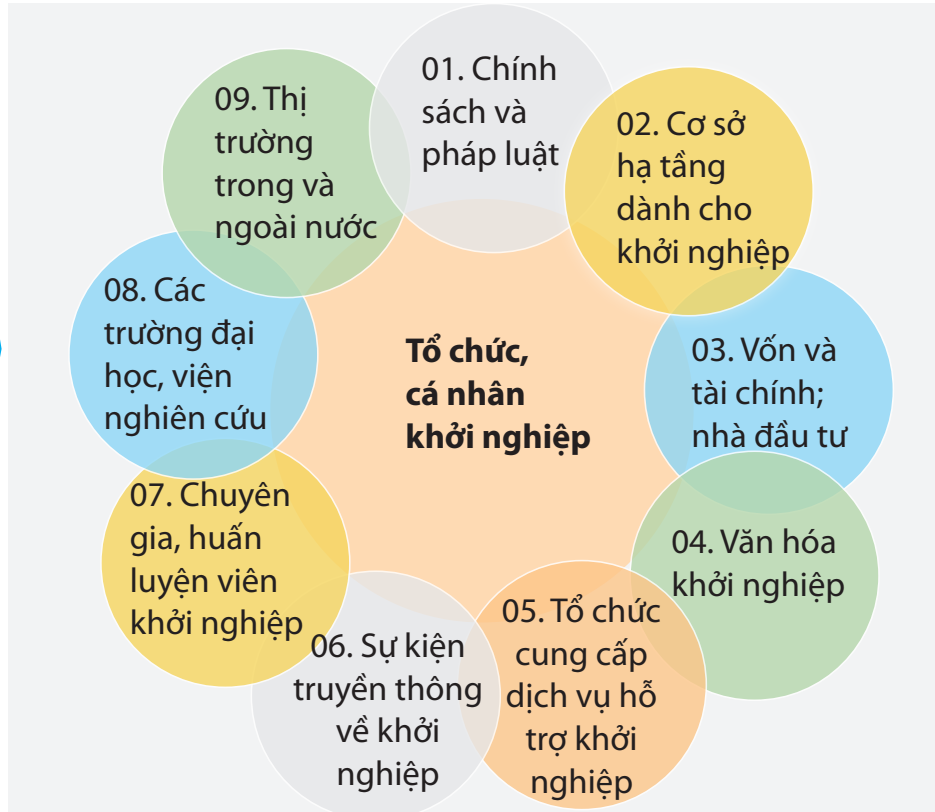 01. Chính
sách và
pháp luật
02. Cơ sở
hạ tầng
dành cho
khởi nghiệp
03. Vốn và
tài chính;
nhà đầu tư
04. Văn hóa
khởi nghiệp
05. Tổ chức
cung cấp
dịch vụ hỗ
trợ khởi
nghiệp
06. Sự kiện
truyền thông
về khởi
nghiệp
07. Chuyên
gia, huấn
luyện viên
khởi nghiệp
08. Các
trường đại
học, viện
nghiên cứu
09. Thị
trường
trong và
ngoài nước
Tổ chức,
cá nhân
khởi nghiệp